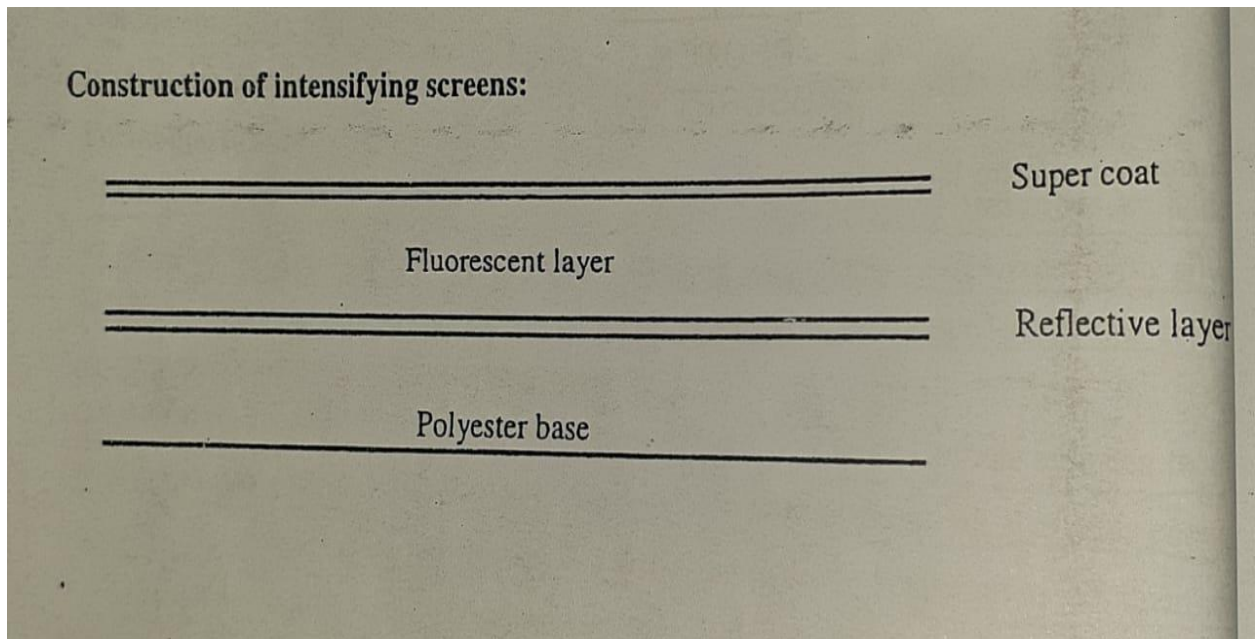 Construction of intensifying screens:
Super coat
Fluorescent layer
Reflective layer
Polyester base